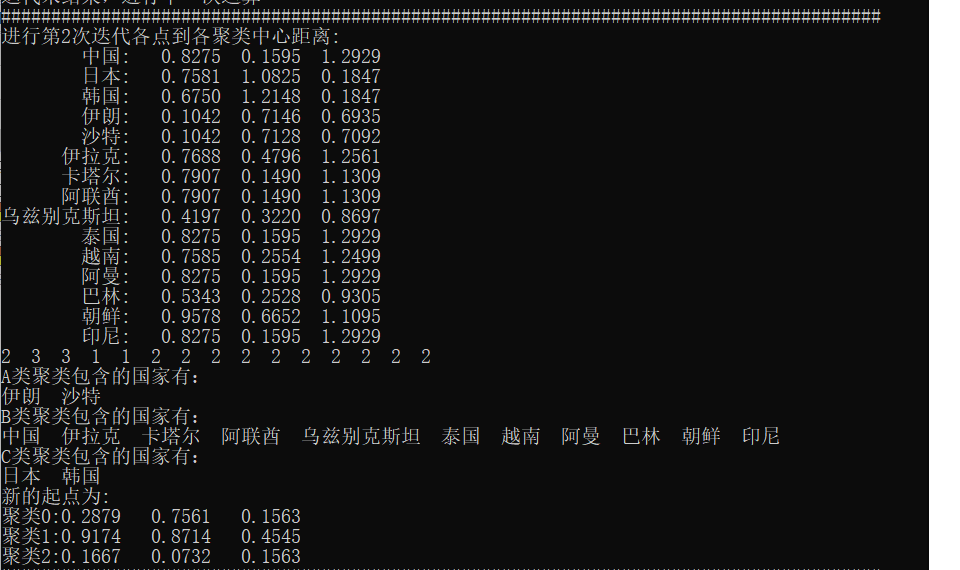 ################################################################################################
进行第2次迭代各点到各聚类中心距离:
中国: 0.8275 0.1595 1.2929
日本: 0.7581 1.0825 0.1847
韩国: 0.6750 1.2148 0.1847
伊朗: 0.1042 0.7146 0.6935
沙特: 0.1042 0.7128 0.7092
伊拉克: 0.7688 0.4796 1.2561
卡塔尔: 0.7907 0.1490 1.1309
阿联酋: 0.7907 0.1490 1.1309
乌兹别克斯坦: 0.4197 0.3220 0.8697
泰国: 0.8275 0.1595 1.2929
越南: 0.7585 0.2554 1.2499
阿曼: 0.8275 0.1595 1.2929
巴林: 0.5343 0.2528 0.9305
朝鲜: 0.9578 0.6652 1.1095
印尼: 0.8275 0.1595 1.2929
2 3 3 1 1 2 2 2 2 2 2 2 2 2 2
A类聚类包含的国家有:
伊朗 沙特
B类聚类包含的国家有:
中国 伊拉克 卡塔尔 阿联酋 乌兹别克斯坦 泰国 越南 阿曼 巴林 朝鲜 印尼
C类聚类包含的国家有:
日本 韩国
新的起点为:
聚类0:0.2879 0.7561 0.1563
聚类1:0.9174 0.8714 0.4545
聚类2:0.1667 0.0732 0.1563